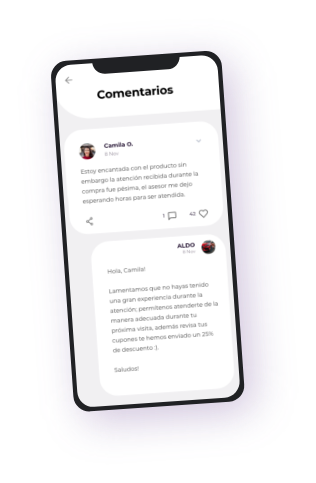 Comentarios
Camila O.
8 Nov
Estoy encantada con el producto sin
embargo la atención recibida durante la
compra fue pésima, el asesor me dejo
esperando horas para ser atendida.
1 42
ALDO
8 Nov
Hola, Camila!
Lamentamos que no hayas tenido
una gran experiencia durante la
atención; permítenos atenderte de la
manera adecuada durante tu
próxima visita, además revisa tus
cupones te hemos enviado un 25%
de descuento :).
Saludos!